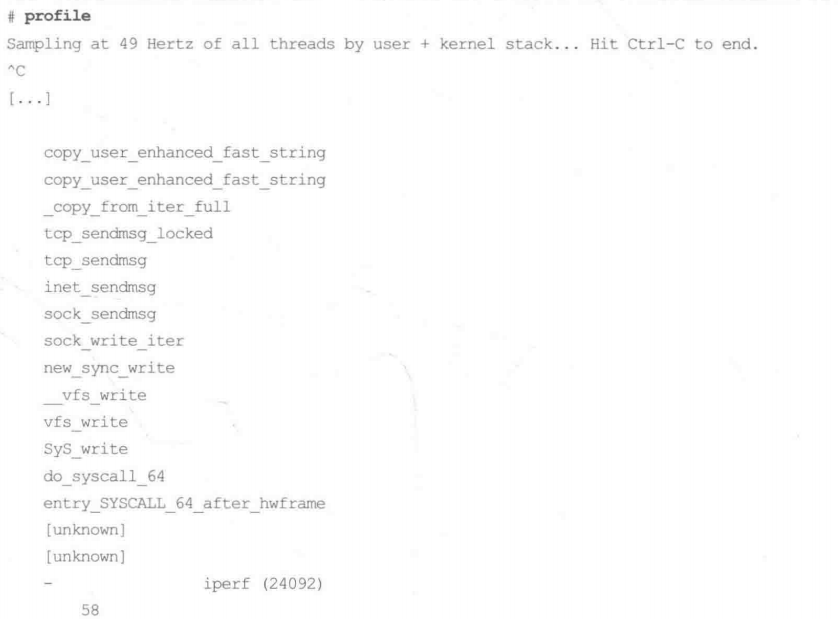 # profile
Sampling at 49 Hertz of all threads by user + kernel stack... Hit Ctrl-C to end.
^C
[...]
copy_user_enhanced_fast_string
copy_user_enhanced_fast_string
_copy_from_iter_full
tcp_sendmsg_locked
tcp_sendmsg
inet_sendmsg
sock_sendmsg
sock_write_iter
new_sync_write
__vfs_write
vfs_write
SyS_write
do_syscall_64
entry_SYSCALL_64_after_hwframe
[unknown]
[unknown]
- iperf (24092)
58